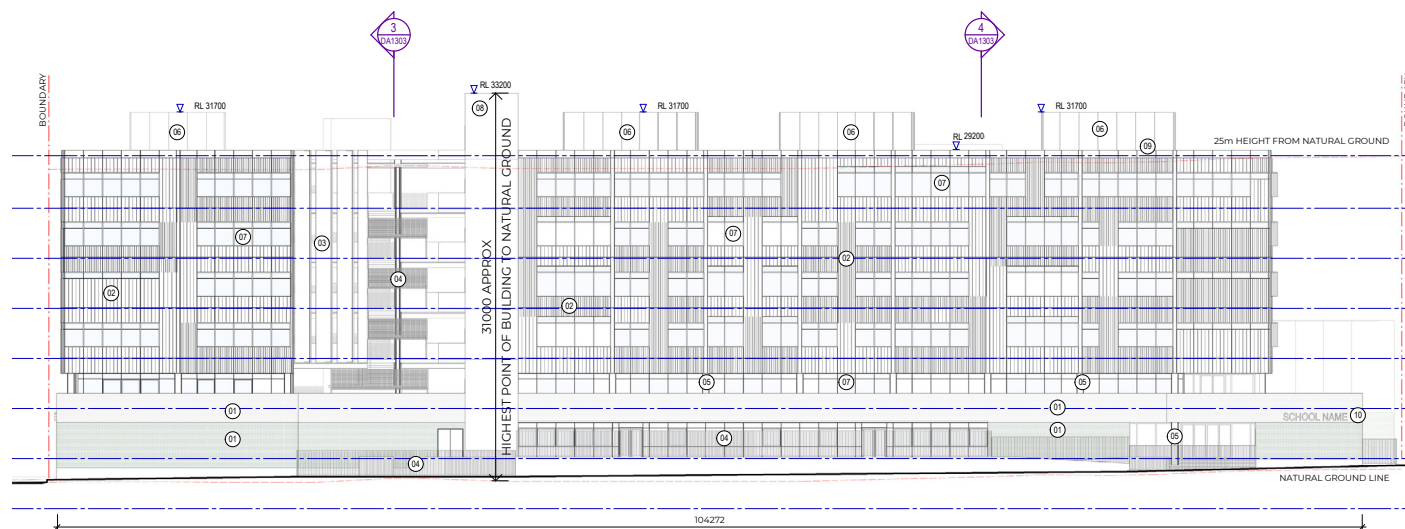 3
DA1303
4
DA1303
BOUNDARY
RL 33200
RL 31700
RL 31700
RL 31700
08
06
06
06
06
RL 29200
09
25m HEIGHT FROM NATURAL GROUND
07
07
07
03
02
02
02
04
31000 APPROX
HIGHEST POINT OF BUILDING TO NATURAL GROUND
05
07
05
01
01
SCHOOL NAME
10
01
01
04
05
04
NATURAL GROUND LINE
104272